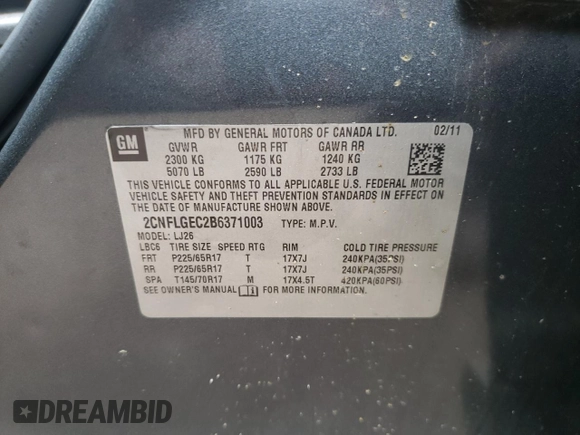 GM
MFD BY GENERAL MOTORS OF CANADA LTD. 02/11
GVWR GAWR FRT GAWR RR
2300 KG 1175 KG 1240 KG
5070 LB 2590 LB 2733 LB
THIS VEHICLE CONFORMS TO ALL APPLICABLE U.S. FEDERAL MOTOR
VEHICLE SAFETY AND THEFT PREVENTION STANDARDS IN EFFECT ON
THE DATE OF MANUFACTURE SHOWN ABOVE.
2CNFLGEC2B6371003 TYPE: M.P.V.
MODEL: LJ26
LBC6 TIRE SIZE SPEED RTG RIM COLD TIRE PRESSURE
FRT P225/65R17 T 17X7J 240KPA(35PSI)
RR P225/65R17 T 17X7J 240KPA(35PSI)
SPA T145/70R17 M 17X4.5T 420KPA(60PSI)
SEE OWNER'S MANUAL FOR MORE INFORMATION.
DREAMBID